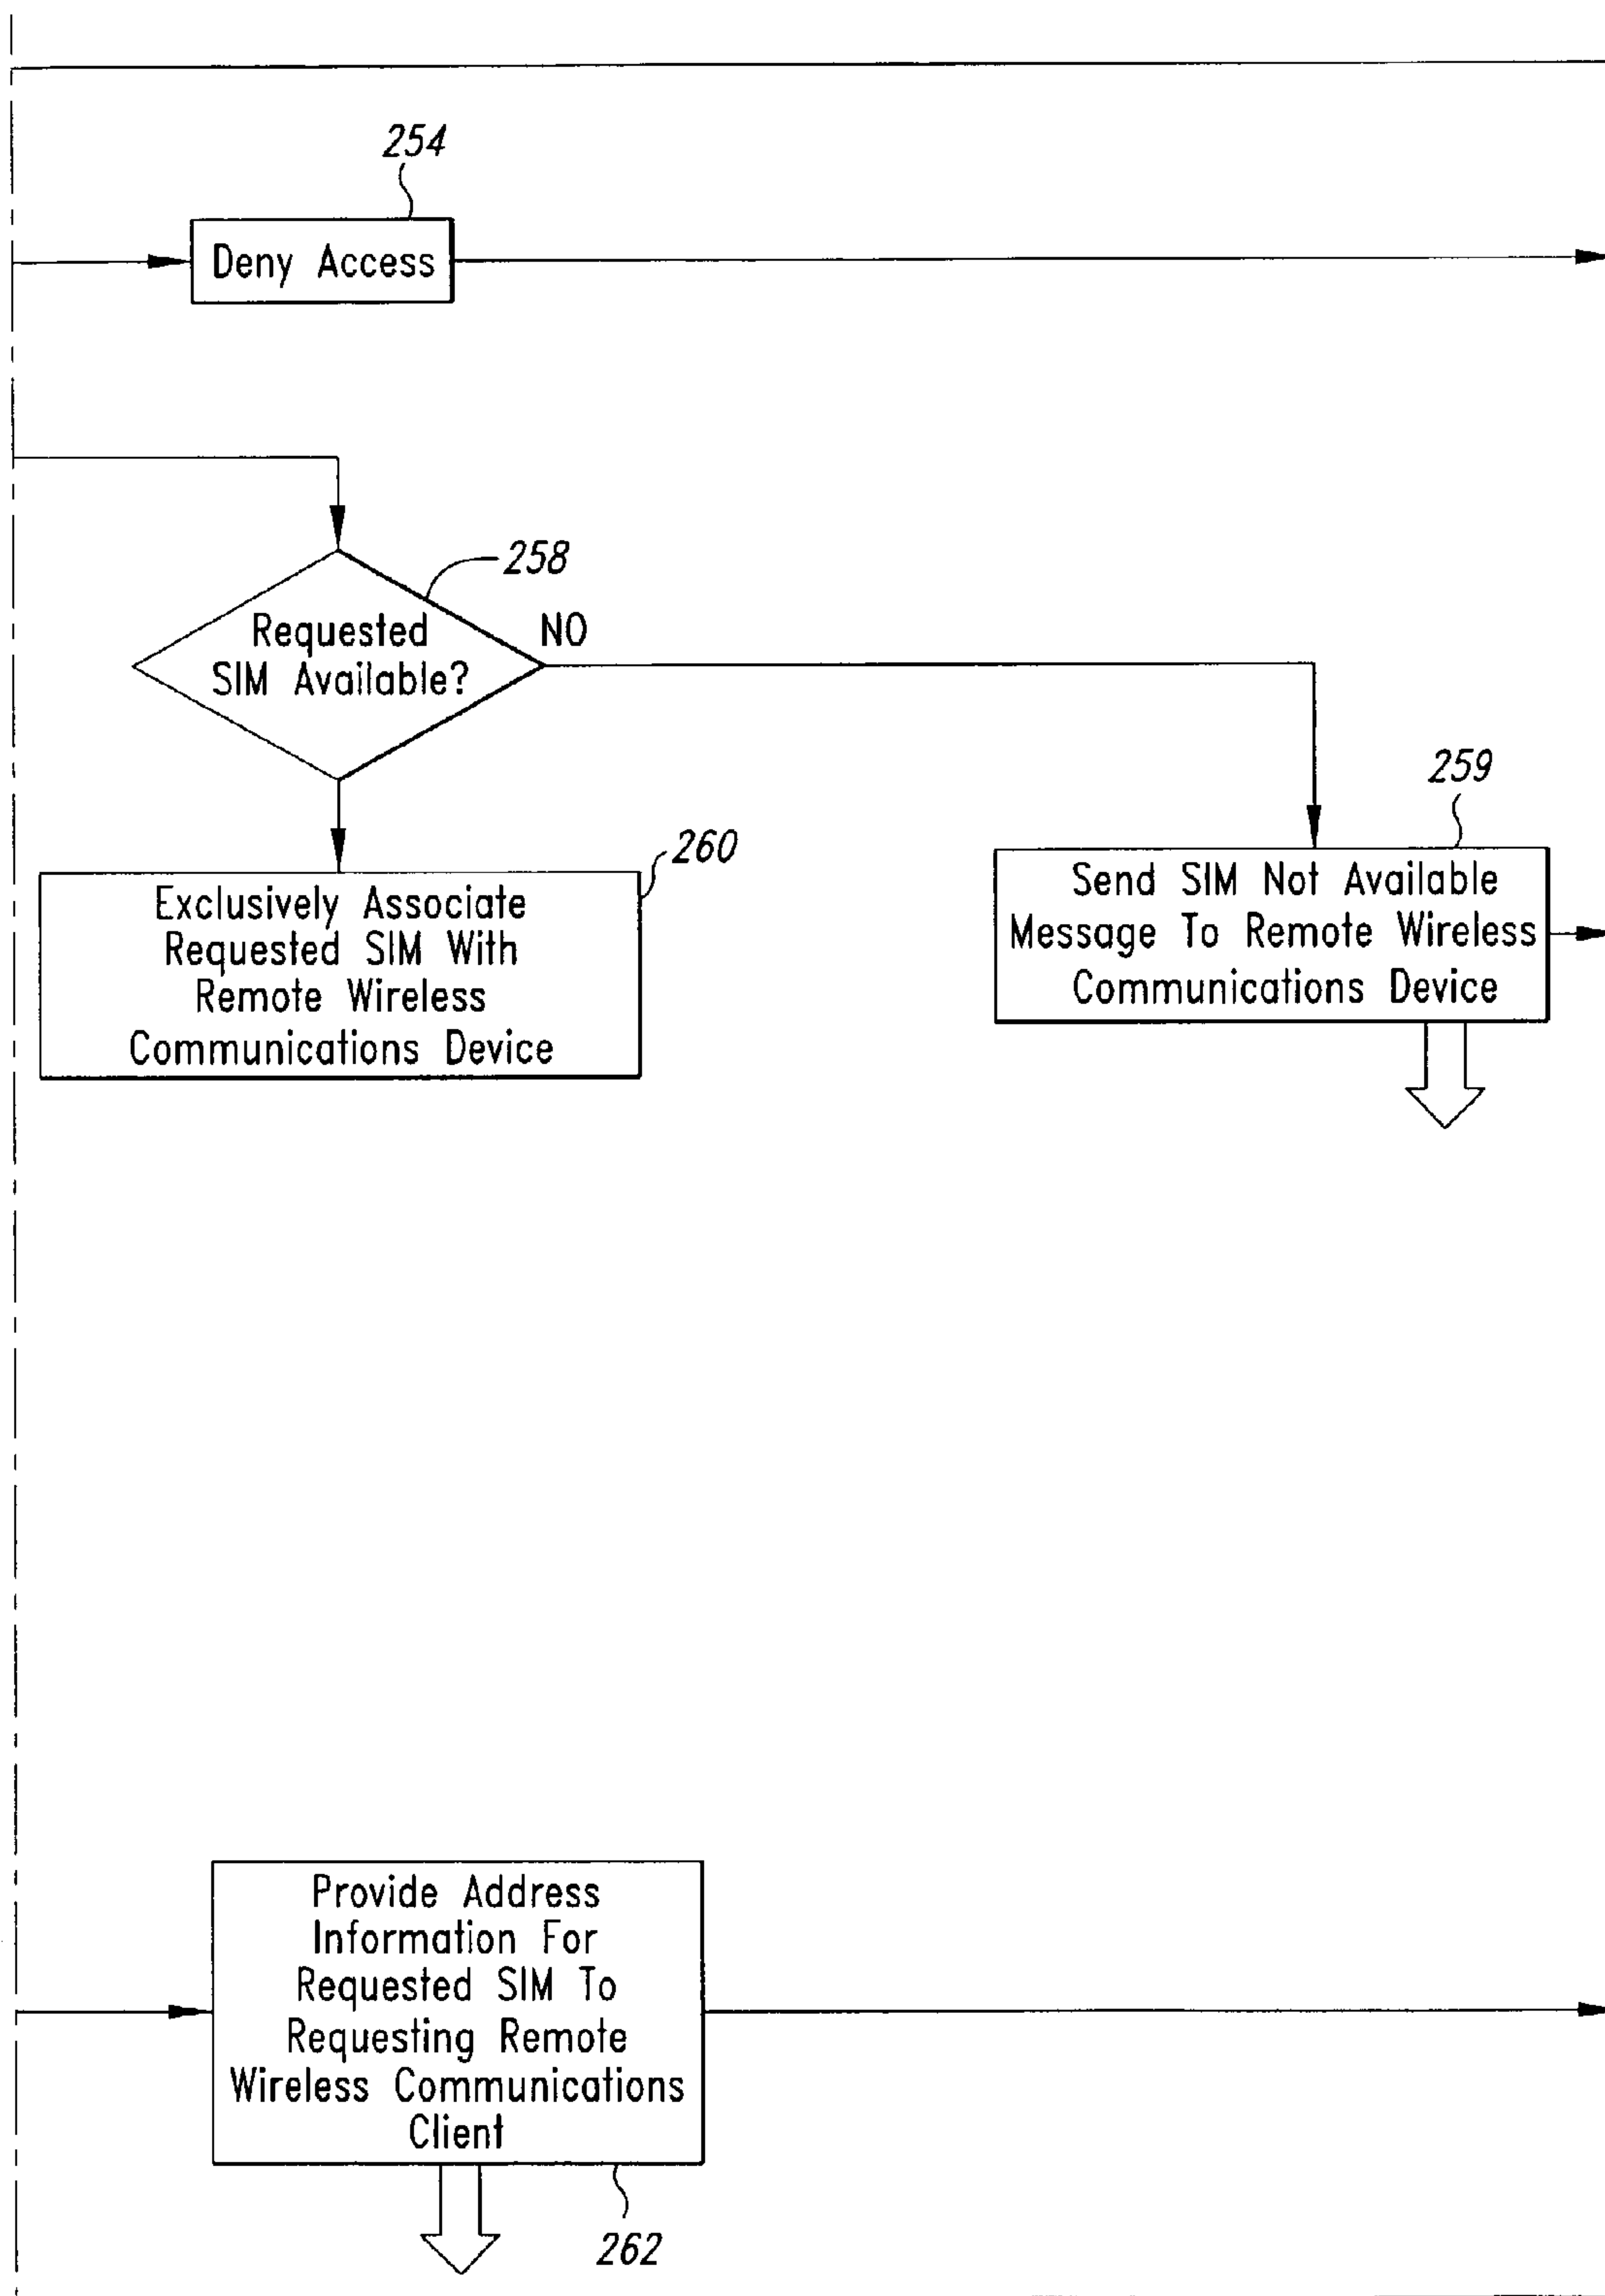 254
Deny Access
258
Requested
SIM Available?
NO
259
Send SIM Not Available
Message To Remote Wireless
Communications Device
260
Exclusively Associate
Requested SIM With
Remote Wireless
Communications Device
Provide Address
Information For
Requested SIM To
Requesting Remote
Wireless Communications
Client
262